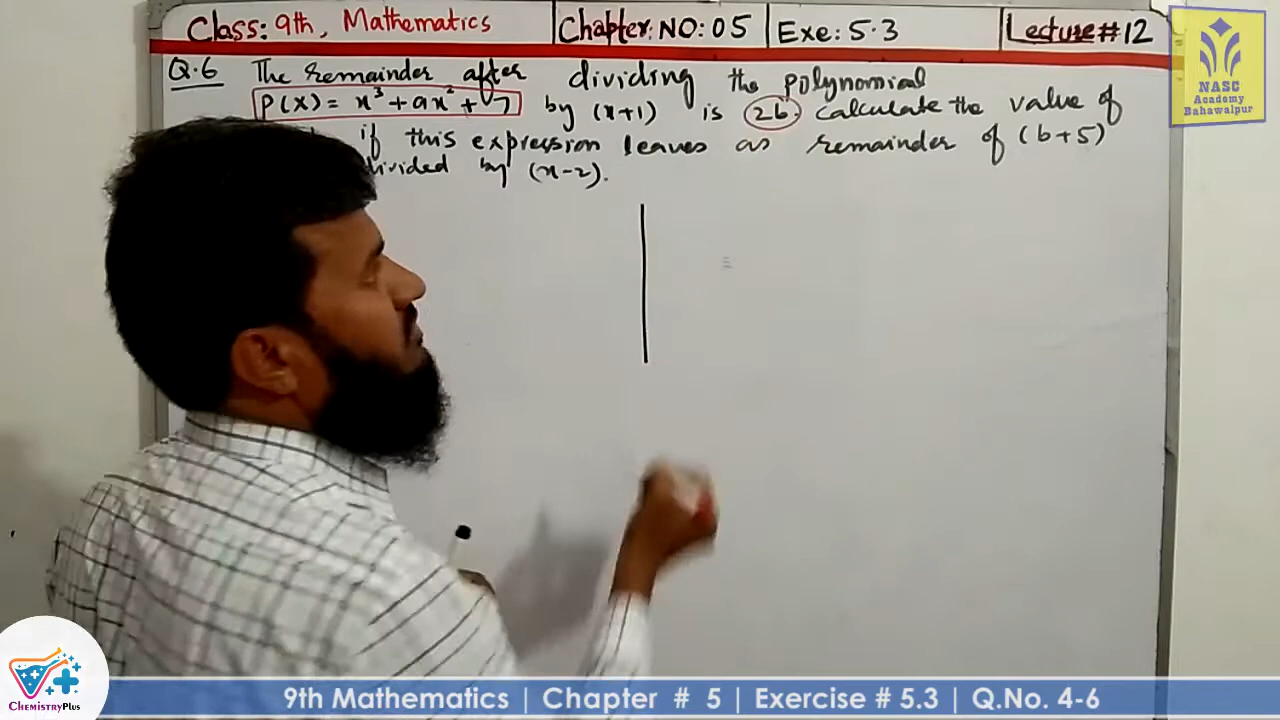 Class: 9th, Mathematics
Chapter: NO: 05
Exe: 5.3
Lecture# 12
Q.6 The remainder after dividing the polynomial
P(x) = x³ + ax² + 7 by (x+1) is 2b. calculate the value of
if this expression leaves as remainder of (b+5)
divided by (x-2).
=
NASC
Academy
Bahawalpur
ChemistryPlus
9th Mathematics | Chapter # 5 | Exercise # 5.3 | Q.No. 4-6